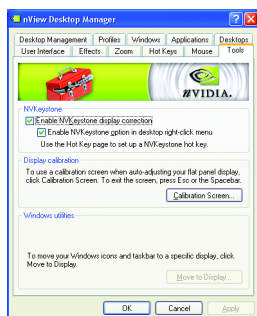 nView Desktop Manager
Desktop Management Profiles Windows Applications Desktops
User Interface Effects Zoom Hot Keys Mouse Tools
NVIDIA.
NVKeystone
Enable NVKeystone display correction
Enable NVKeystone option in desktop right-click menu
Use the Hot Key page to set up a NVKeystone hot key.
Display calibration
To use a calibration screen when auto-adjusting your flat panel display,
click Calibration Screen. To exit the screen, press Esc or the Spacebar.
Calibration Screen...
Windows utilities
To move your Windows icons and taskbar to a specific display, click
Move to Display.
Move to Display...
OK Cancel Apply